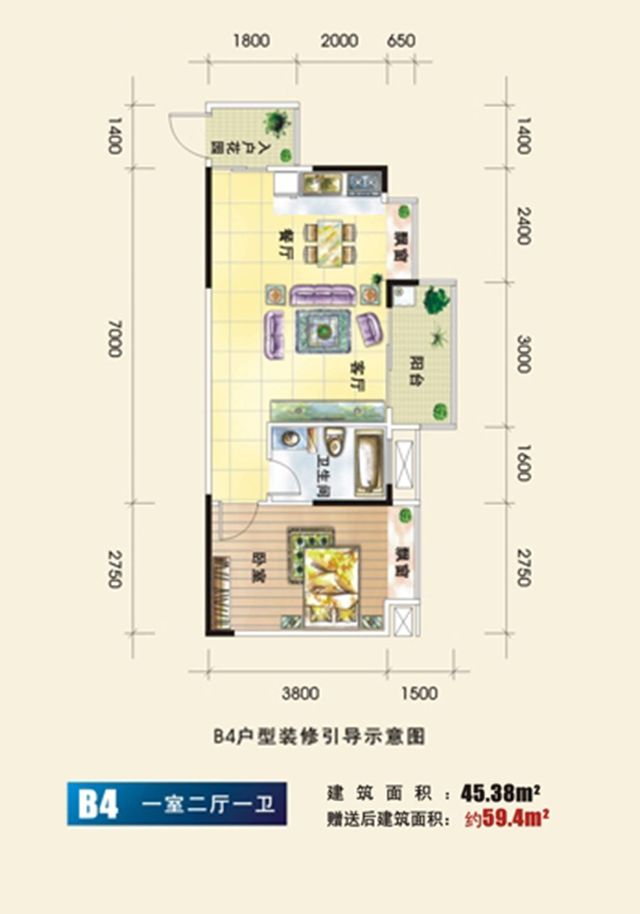 1800 2000 650
1400
1400
入户花园
2400
餐厅
飘窗
7000
3000
客厅
阳台
1600
卫生间
2750
2750
卧室
飘窗
3800 1500
B4户型装修引导示意图
B4 一室二厅一卫
建筑面积：45.38m²
赠送后建筑面积：约59.4m²